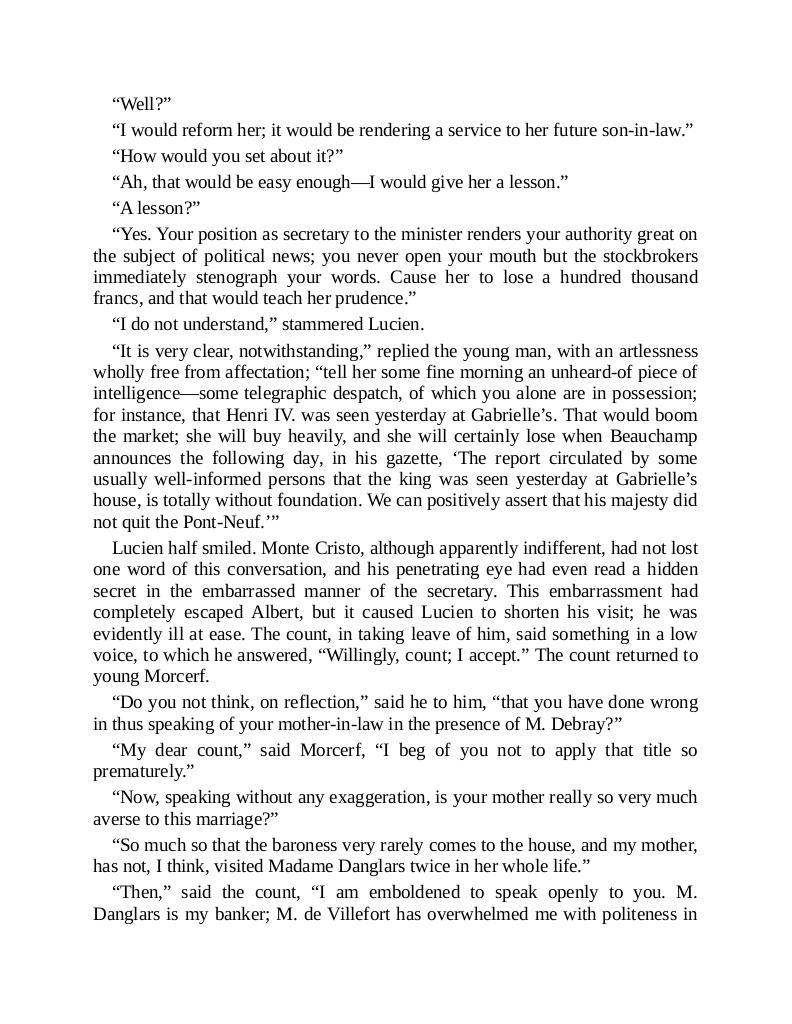 “Well?”
“I would reform her; it would be rendering a service to her future son-in-law.”
“How would you set about it?”
“Ah, that would be easy enough—I would give her a lesson.”
“A lesson?”
“Yes. Your position as secretary to the minister renders your authority great on
the subject of political news; you never open your mouth but the stockbrokers
immediately stenograph your words. Cause her to lose a hundred thousand
francs, and that would teach her prudence.”
“I do not understand,” stammered Lucien.
“It is very clear, notwithstanding,” replied the young man, with an artlessness
wholly free from affectation; “tell her some fine morning an unheard-of piece of
intelligence—some telegraphic despatch, of which you alone are in possession;
for instance, that Henri IV. was seen yesterday at Gabrielle’s. That would boom
the market; she will buy heavily, and she will certainly lose when Beauchamp
announces the following day, in his gazette, ‘The report circulated by some
usually well-informed persons that the king was seen yesterday at Gabrielle’s
house, is totally without foundation. We can positively assert that his majesty did
not quit the Pont-Neuf.’”
Lucien half smiled. Monte Cristo, although apparently indifferent, had not lost
one word of this conversation, and his penetrating eye had even read a hidden
secret in the embarrassed manner of the secretary. This embarrassment had
completely escaped Albert, but it caused Lucien to shorten his visit; he was
evidently ill at ease. The count, in taking leave of him, said something in a low
voice, to which he answered, “Willingly, count; I accept.” The count returned to
young Morcerf.
“Do you not think, on reflection,” said he to him, “that you have done wrong
in thus speaking of your mother-in-law in the presence of M. Debray?”
“My dear count,” said Morcerf, “I beg of you not to apply that title so
prematurely.”
“Now, speaking without any exaggeration, is your mother really so very much
averse to this marriage?”
“So much so that the baroness very rarely comes to the house, and my mother,
has not, I think, visited Madame Danglars twice in her whole life.”
“Then,” said the count, “I am emboldened to speak openly to you. M.
Danglars is my banker; M. de Villefort has overwhelmed me with politeness in